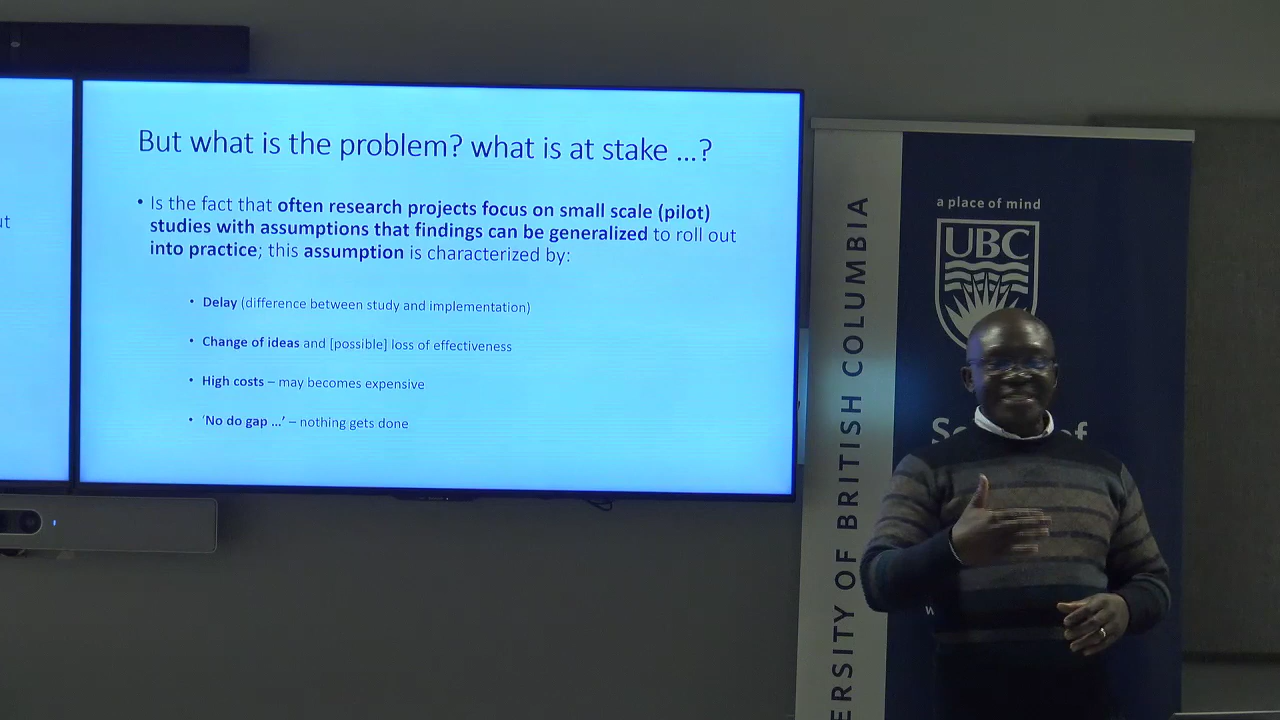 But what is the problem? what is at stake ...?
• Is the fact that often research projects focus on small scale (pilot)
studies with assumptions that findings can be generalized to roll out
into practice; this assumption is characterized by:
• Delay (difference between study and implementation)
• Change of ideas and [possible] loss of effectiveness
• High costs – may becomes expensive
• 'No do gap ...' – nothing gets done
a place of mind
UBC
ERSITY OF BRITISH COLUMBIA